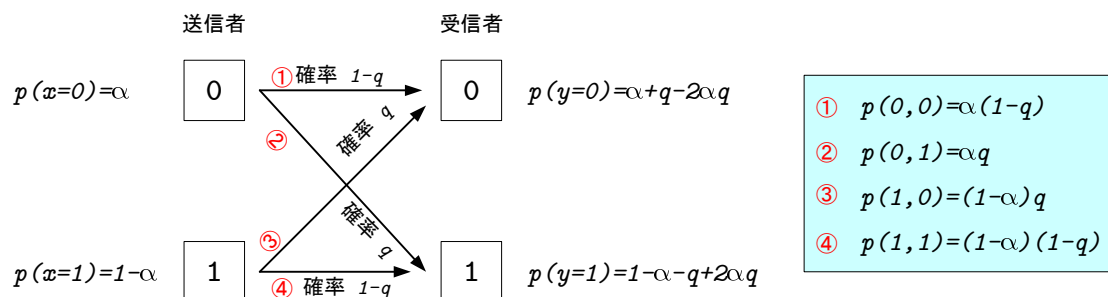 送信者 受信者
p(x=0)=α 0 ①確率 1-q 0 p(y=0)=α+q-2αq
② 確率 q
③ 確率 q
p(x=1)=1-α 1 ④ 確率 1-q 1 p(y=1)=1-α-q+2αq
① p(0,0)=α(1-q)
② p(0,1)=αq
③ p(1,0)=(1-α)q
④ p(1,1)=(1-α)(1-q)